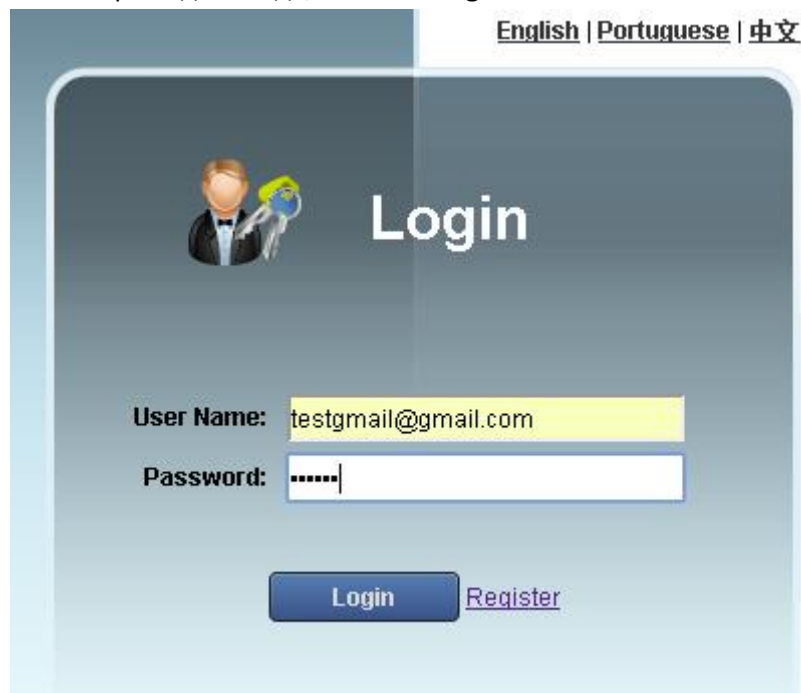 English | Portuguese | 中文
Login
User Name: testgmail@gmail.com
Password: ••••••
Login Register